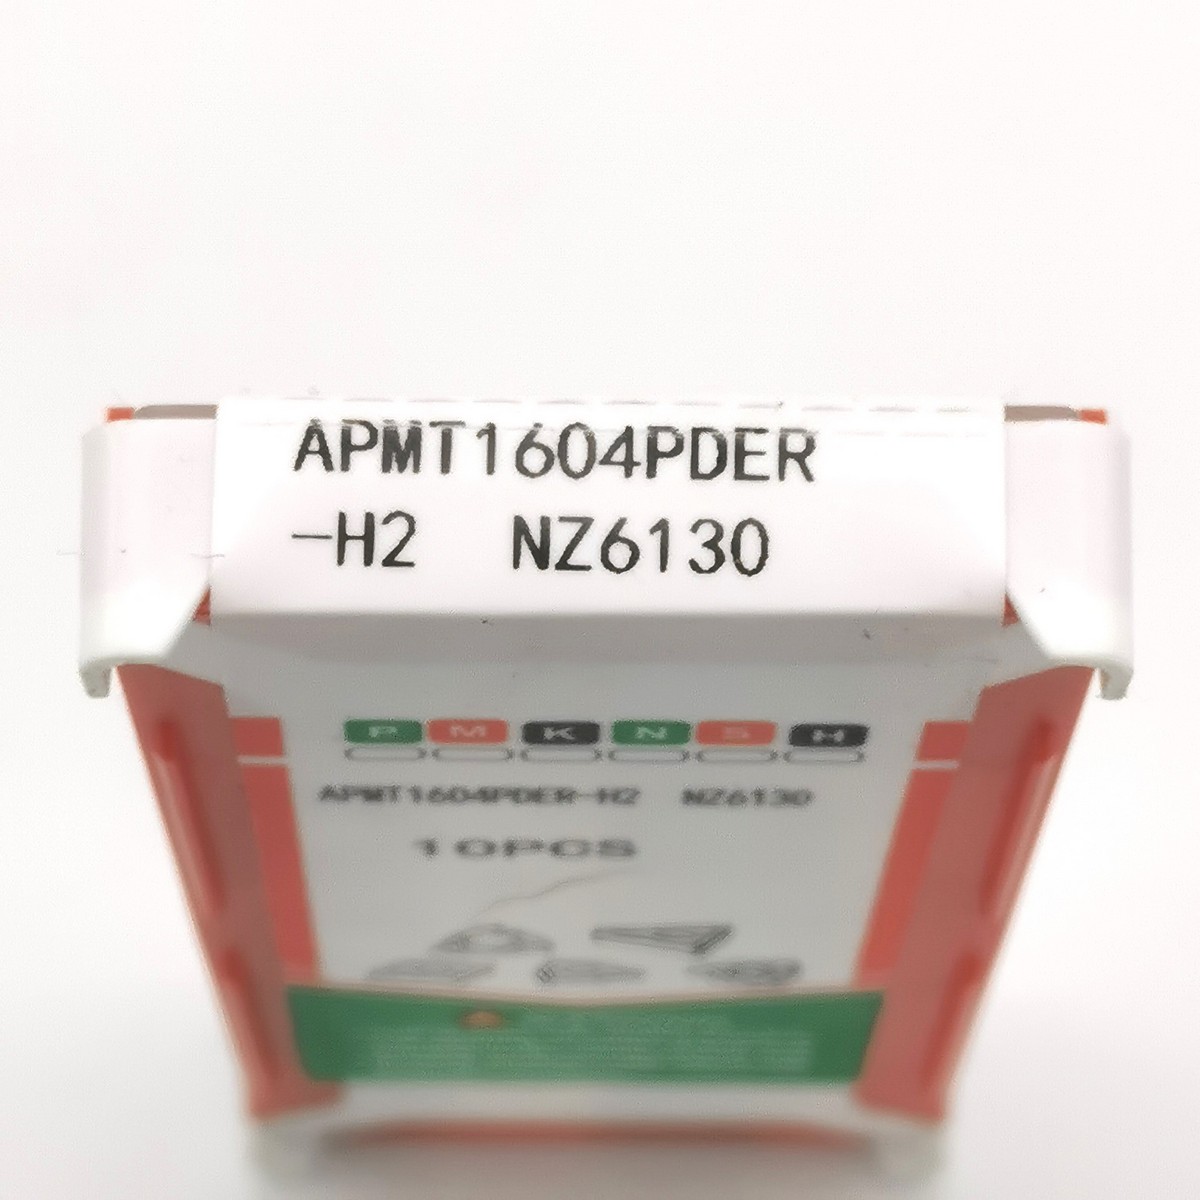 APMT1604PDER
-H2 NZ6130
P M K N S H
APMT1604PDER-H2 NZ6130
10PCS